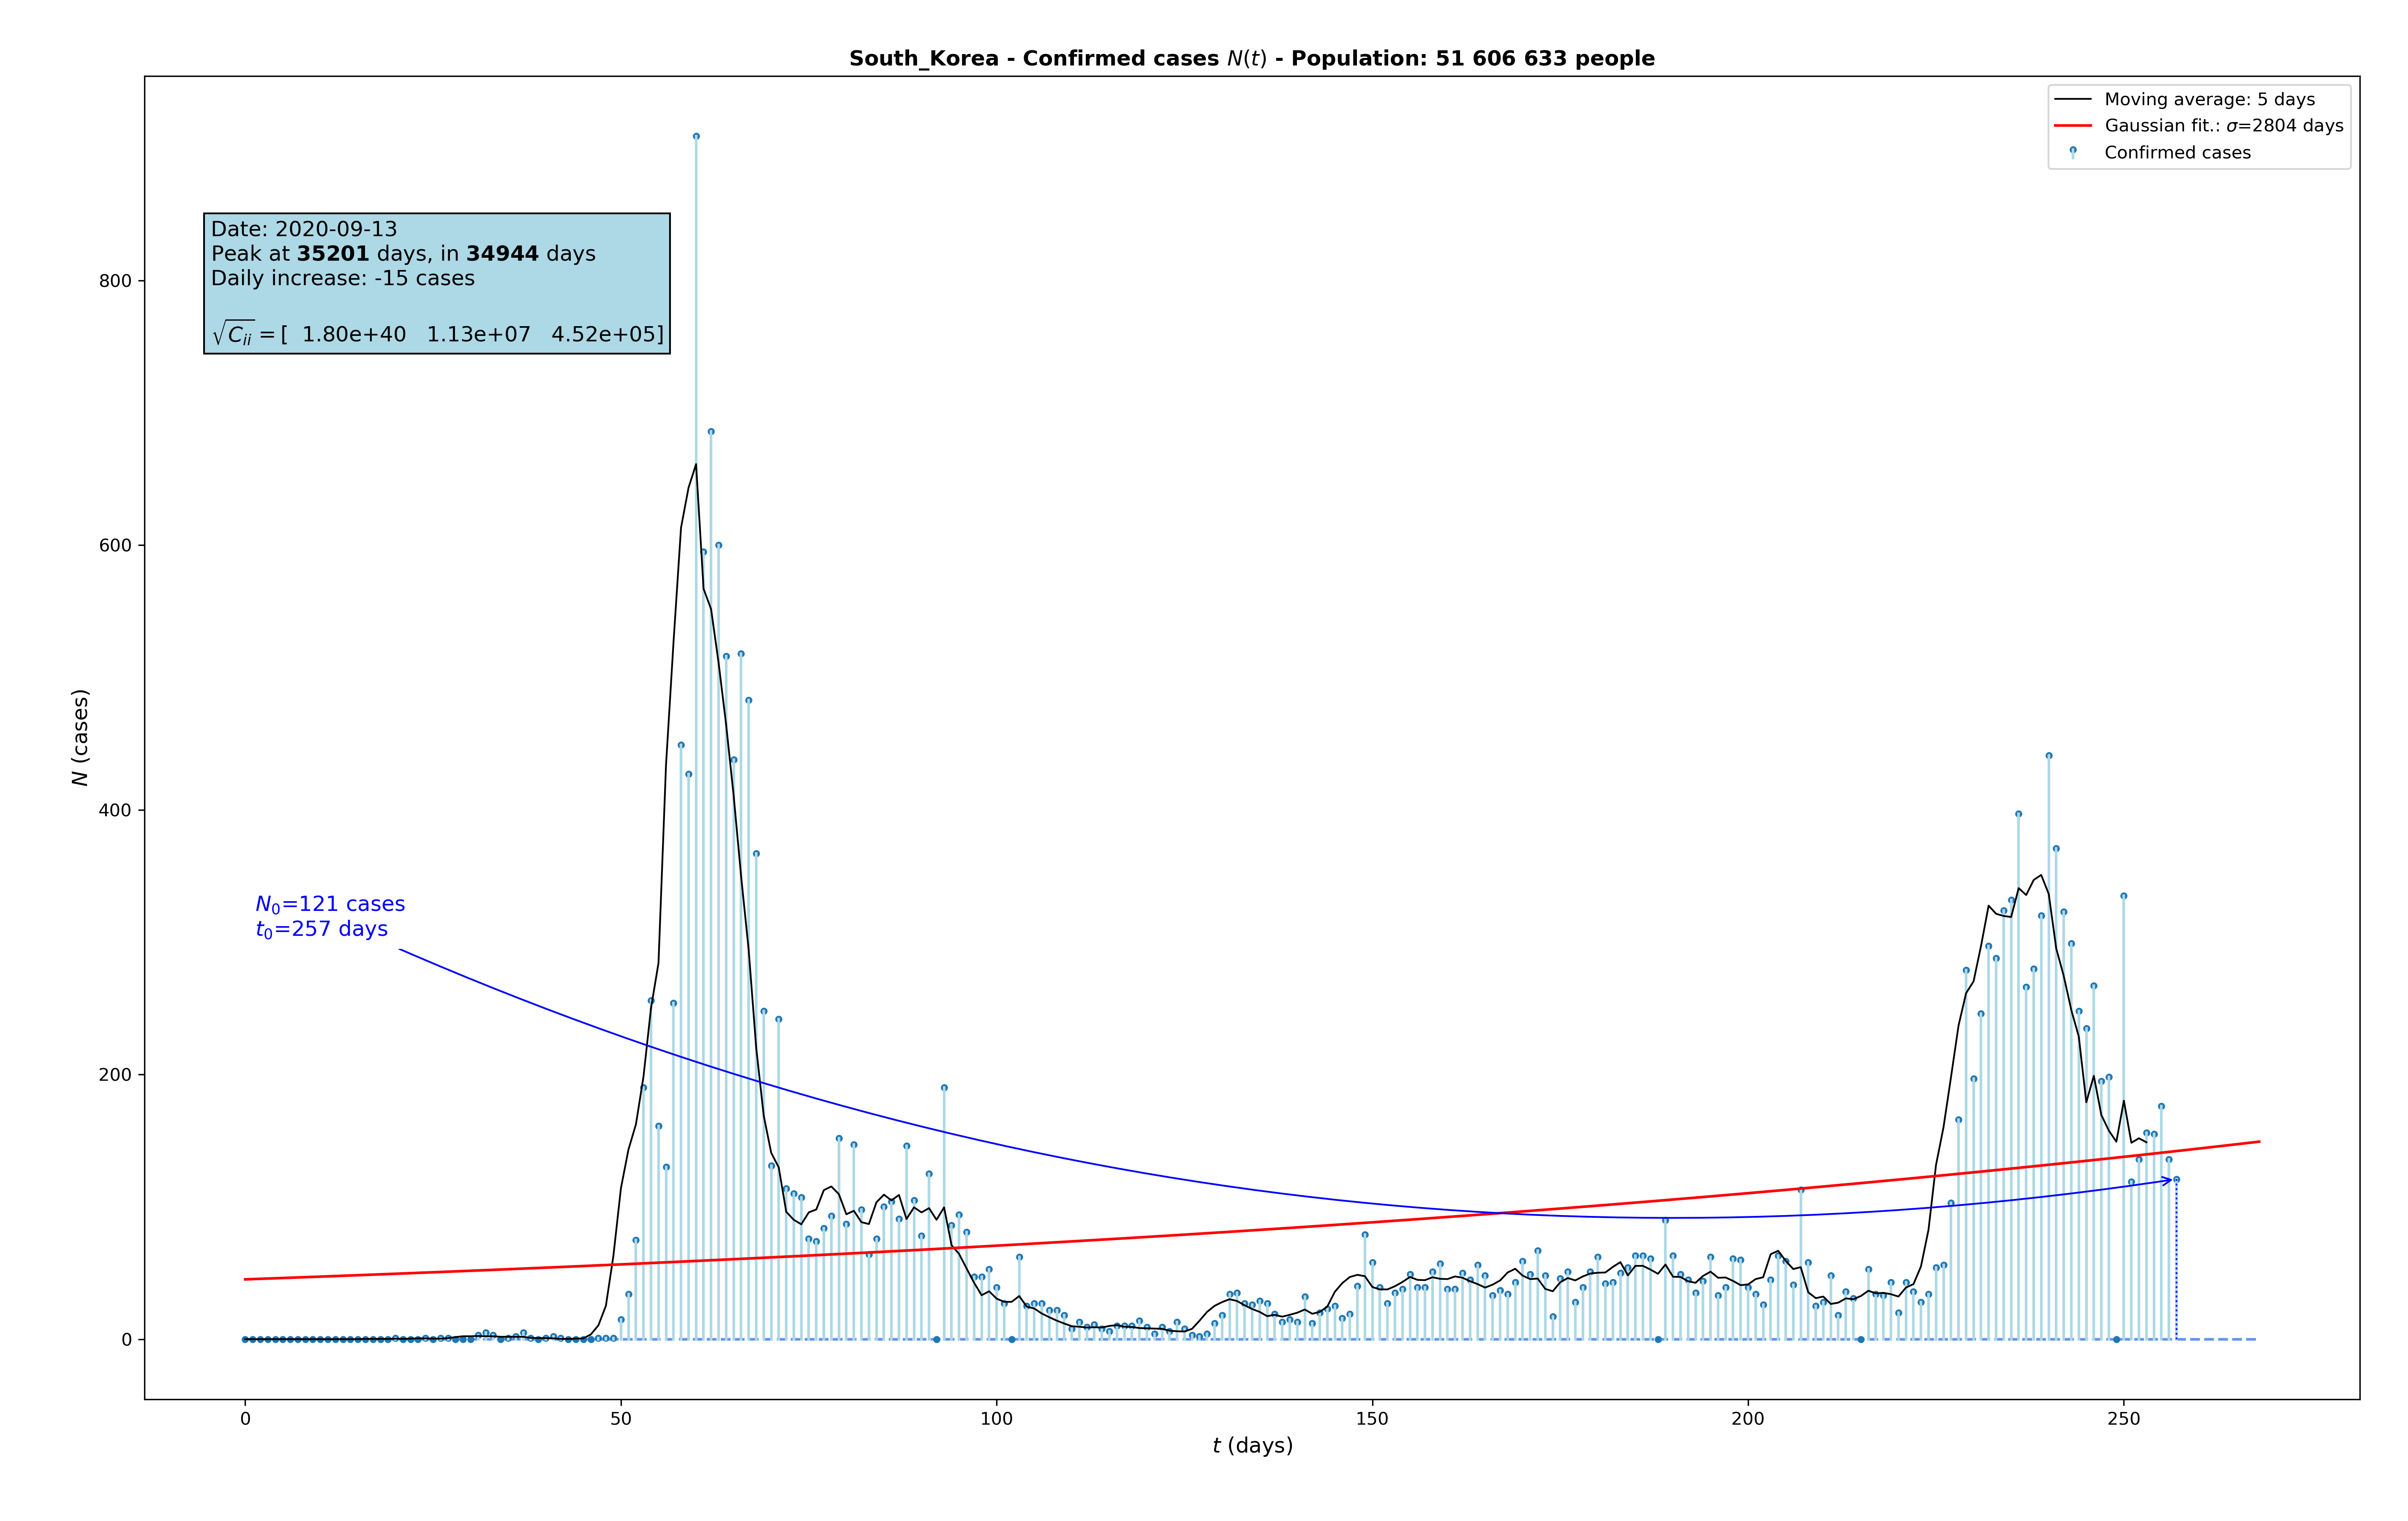 South_Korea - Confirmed cases N(t) - Population: 51 606 633 people
Moving average: 5 days
Gaussian fit.: σ=2804 days
Confirmed cases
Date: 2020-09-13
Peak at 35201 days, in 34944 days
Daily increase: -15 cases
√C_ii = [ 1.80e+40 1.13e+07 4.52e+05]
N₀=121 cases
t₀=257 days
N (cases)
800
600
400
200
0
0 50 100 150 200 250
t (days)